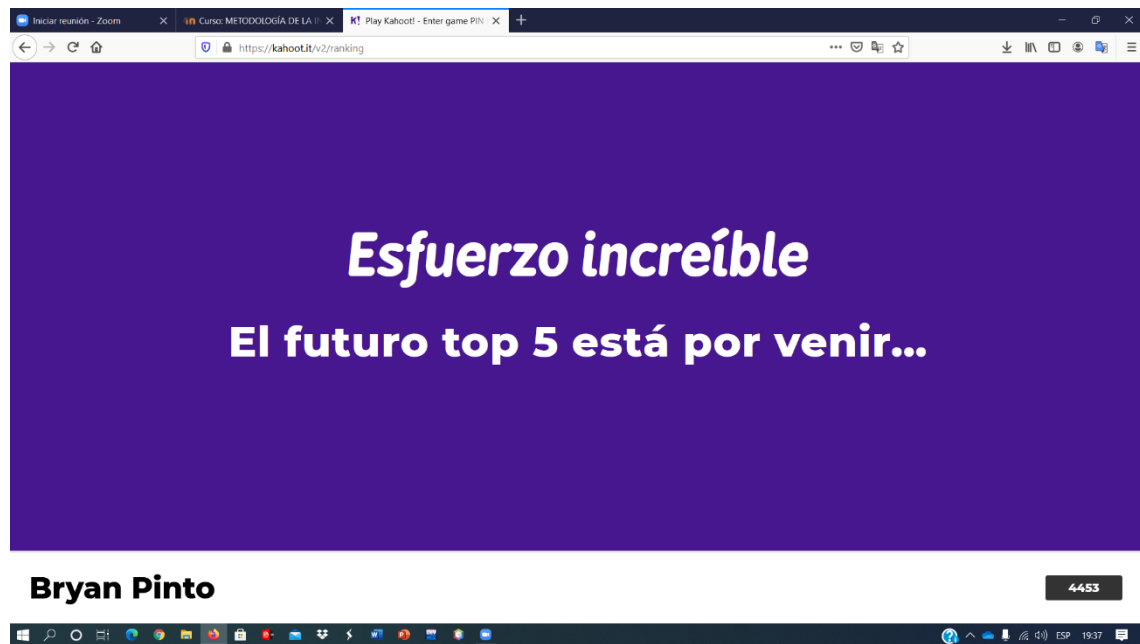 Iniciar reunión - Zoom
Curso: METODOLOGÍA DE LA I
K! Play Kahoot! - Enter game PIN
https://kahoot.it/v2/ranking
Esfuerzo increíble
El futuro top 5 está por venir...
Bryan Pinto
4453
ESP
19:37